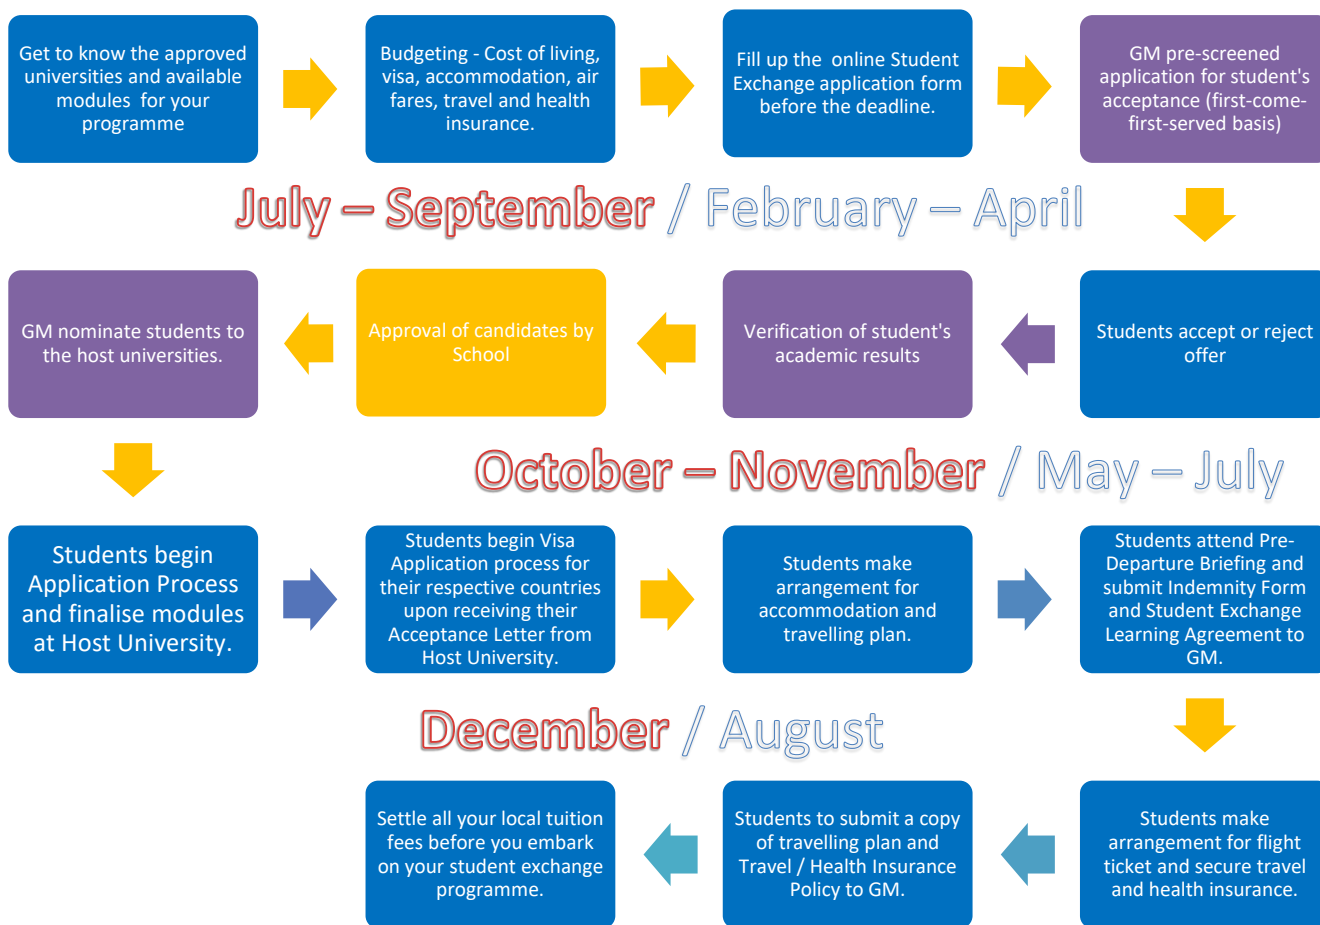 Get to know the approved
universities and available
modules for your
programme
Budgeting - Cost of living,
visa, accommodation, air
fares, travel and health
insurance.
Fill up the online Student
Exchange application form
before the deadline.
GM pre-screened
application for student's
acceptance (first-come-
first-served basis)
July – September / February – April
Students accept or reject
offer
Verification of student's
academic results
Approval of candidates by
School
GM nominate students to
the host universities.
October – November / May – July
Students begin
Application Process
and finalise modules
at Host University.
Students begin Visa
Application process for
their respective countries
upon receiving their
Acceptance Letter from
Host University.
Students make
arrangement for
accommodation and
travelling plan.
Students attend Pre-
Departure Briefing and
submit Indemnity Form
and Student Exchange
Learning Agreement to
GM.
December / August
Students make
arrangement for flight
ticket and secure travel
and health insurance.
Students to submit a copy
of travelling plan and
Travel / Health Insurance
Policy to GM.
Settle all your local tuition
fees before you embark
on your student exchange
programme.